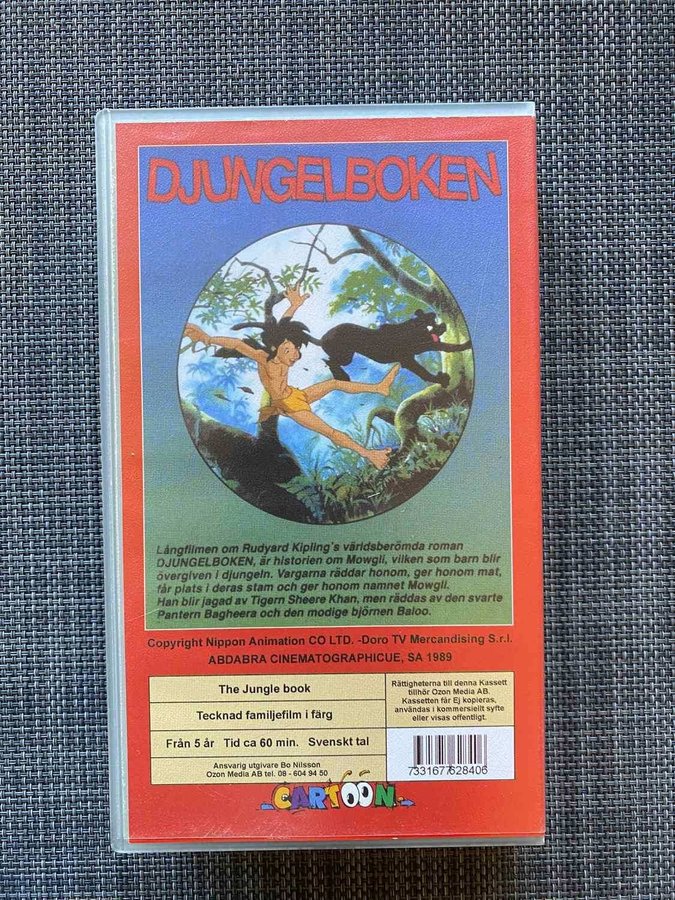 DJUNGELBOKEN
Långfilmen om Rudyard Kipling's världsberömda roman
DJUNGELBOKEN, är historien om Mowgli, vilken som barn blir
övergiven i djungeln. Vargarna räddar honom, ger honom mat,
får plats i deras stam och ger honom namnet Mowgli.
Han blir jagad av Tigern Sheere Khan, men räddas av den svarte
Pantern Bagheera och den modige björnen Baloo.
Copyright Nippon Animation CO LTD. -Doro TV Mercandising S.r.l.
ABDABRA CINEMATOGRAPHICUE, SA 1989
The Jungle book
Tecknad familjefilm i färg
Från 5 år Tid ca 60 min. Svenskt tal
Ansvarig utgivare Bo Nilsson
Ozon Media AB tel. 08 - 604 94 50
Rättigheterna till denna Kassett
tillhör Ozon Media AB.
Kassetten får Ej kopieras,
användas i kommersiellt syfte
eller visas offentligt.
7331677628406
CARTOON